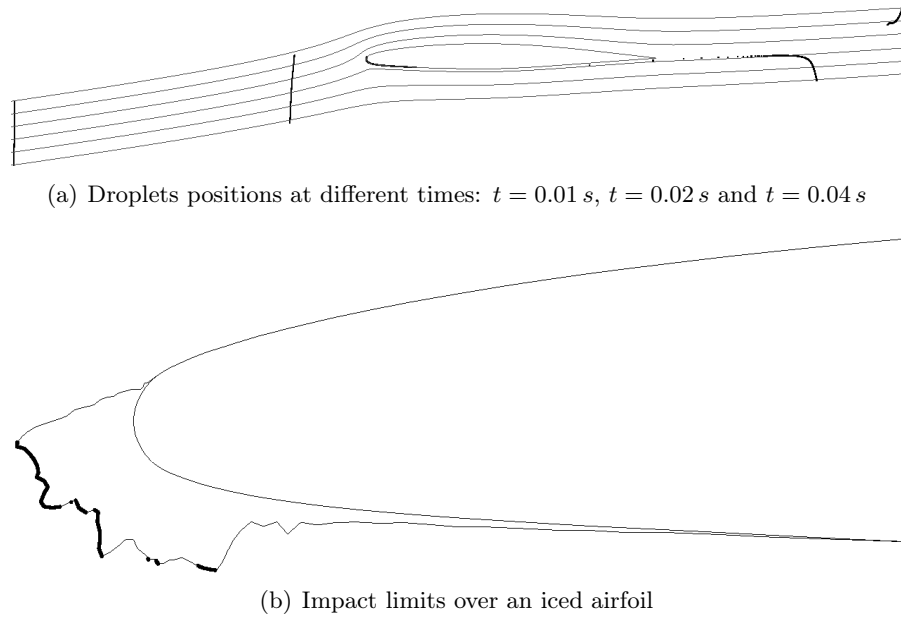 (a) Droplets positions at different times: t = 0.01 s, t = 0.02 s and t = 0.04 s
(b) Impact limits over an iced airfoil